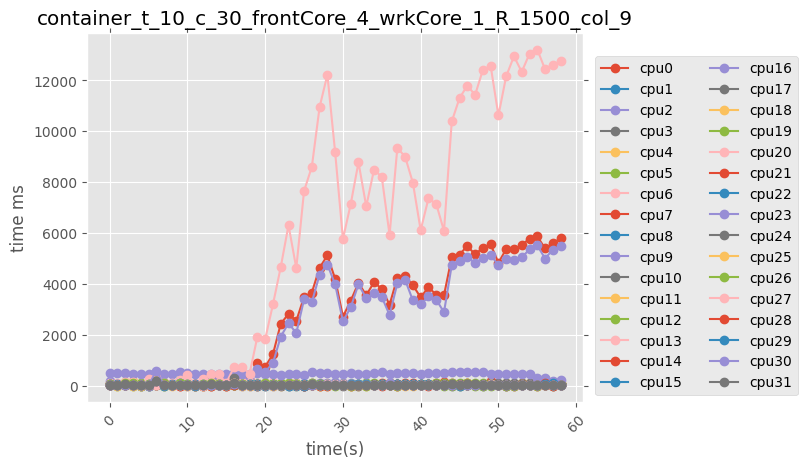 container_t_10_c_30_frontCore_4_wrkCore_1_R_1500_col_9
12000
10000
8000
6000
4000
2000
0
time ms
0
10
20
30
40
50
60
time(s)
cpu0
cpu1
cpu2
cpu3
cpu4
cpu5
cpu6
cpu7
cpu8
cpu9
cpu10
cpu11
cpu12
cpu13
cpu14
cpu15
cpu16
cpu17
cpu18
cpu19
cpu20
cpu21
cpu22
cpu23
cpu24
cpu25
cpu26
cpu27
cpu28
cpu29
cpu30
cpu31